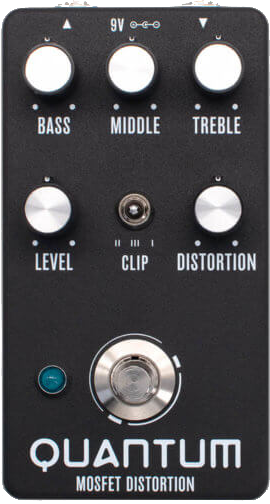 9V
BASS MIDDLE TREBLE
LEVEL CLIP DISTORTION
QUANTUM
MOSFET DISTORTION